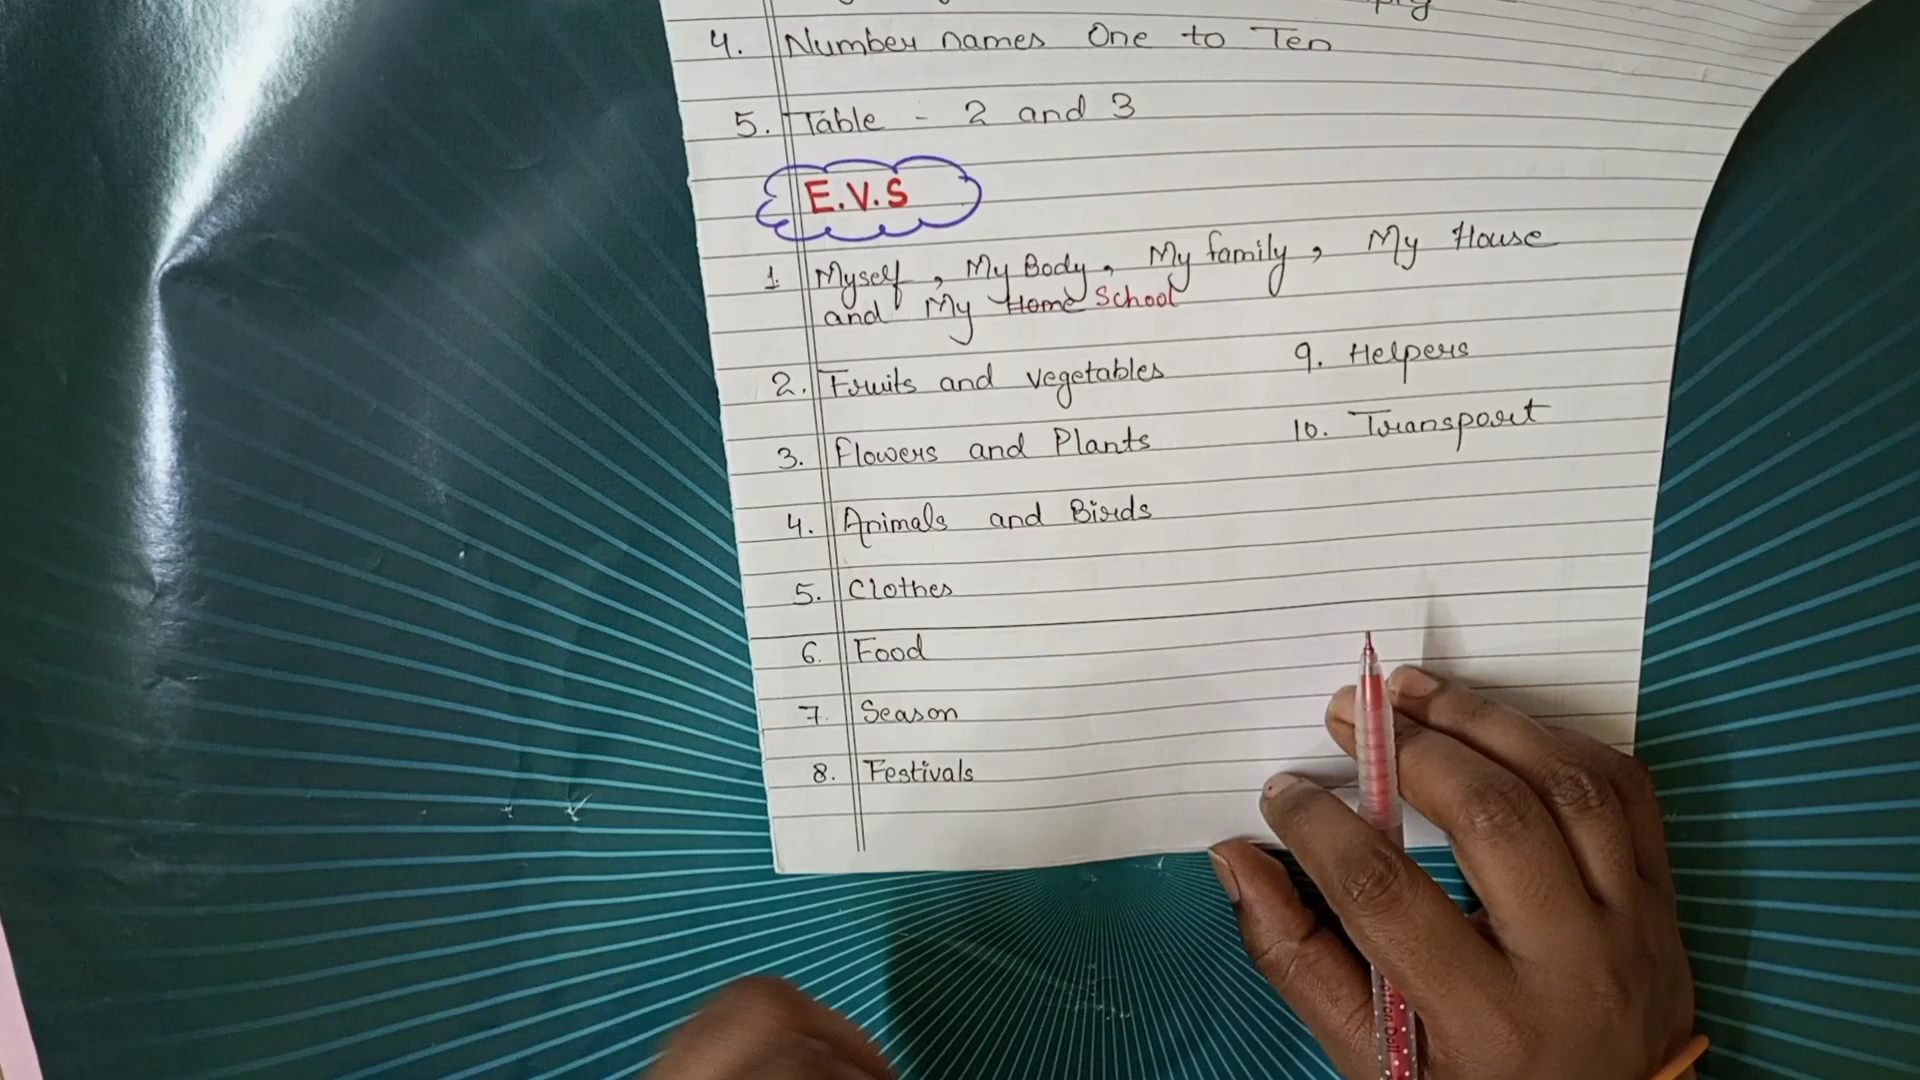 4. Number names One to Ten
5. Table - 2 and 3
E.V.S
1. Myself, My Body, My family, My House
and My Home School
2. Fruits and vegetables
3. Flowers and Plants
4. Animals and Birds
5. Clothes
6. Food
7. Season
8. Festivals
9. Helpers
10. Transport